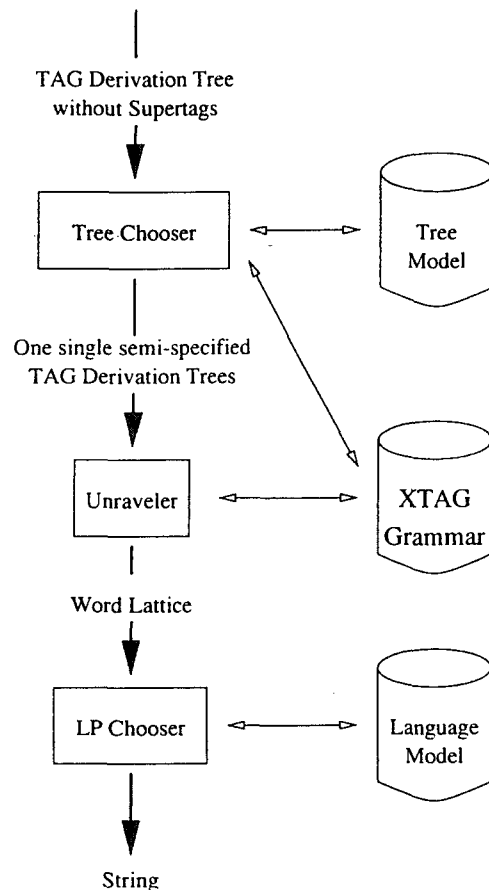 TAG Derivation Tree
without Supertags
Tree Chooser
Tree
Model
One single semi-specified
TAG Derivation Trees
Unraveler
XTAG
Grammar
Word Lattice
LP Chooser
Language
Model
String